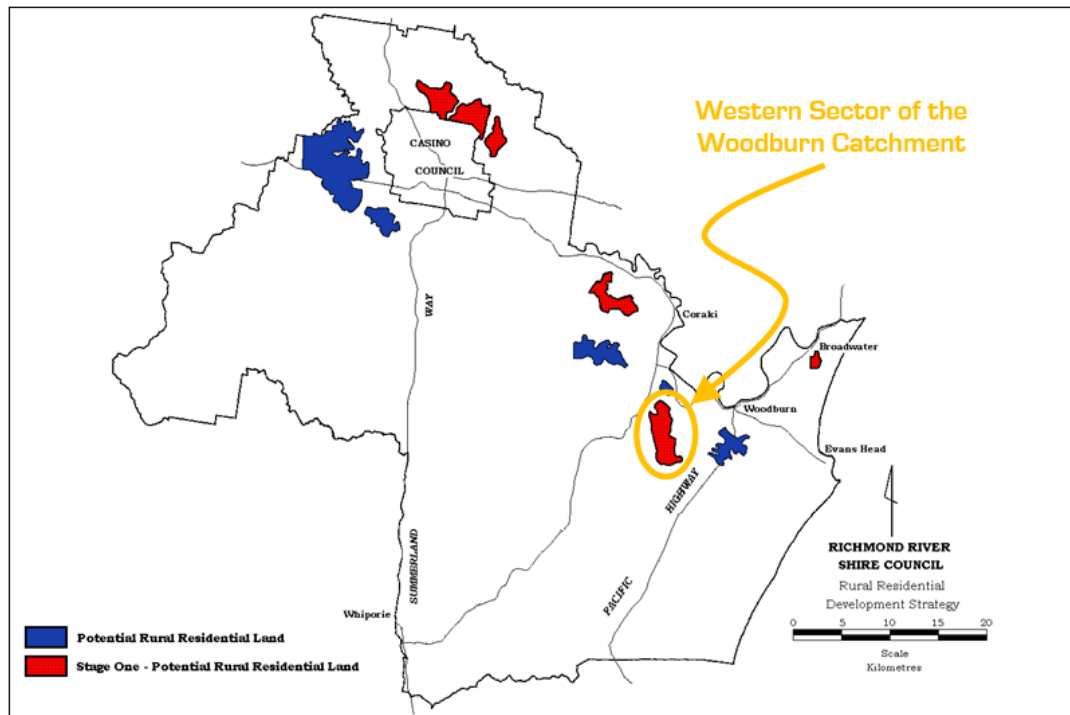 Western Sector of the
Woodburn Catchment
CASINO
COUNCIL
WAY
Coraki
Broadwater
Woodburn
Evans Head
HIGHWAY
PACIFIC
SUMMERLAND
Whiporie
RICHMOND RIVER
SHIRE COUNCIL
Rural Residential
Development Strategy
0 5 10 15 20
Scale
Kilometres
Potential Rural Residential Land
Stage One - Potential Rural Residential Land